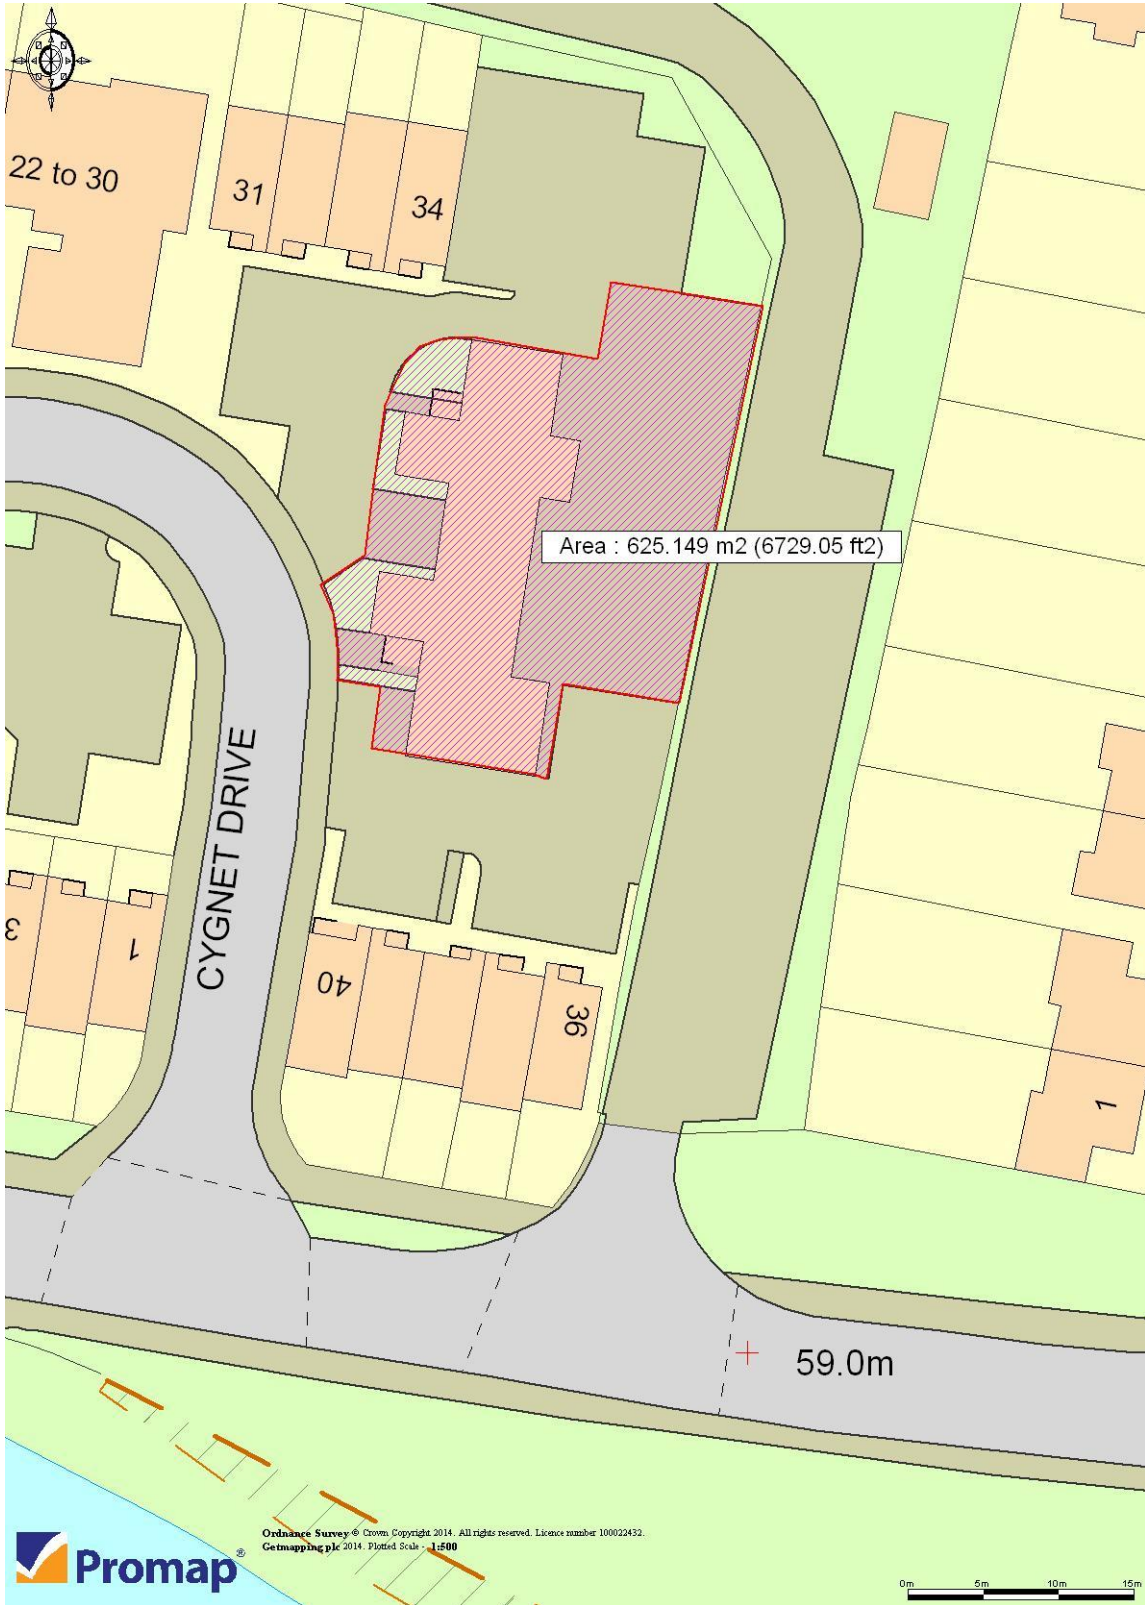 22 to 30
31
34
Area : 625.149 m2 (6729.05 ft2)
CYGNET DRIVE
3
1
40
36
1
59.0m
Ordnance Survey © Crown Copyright 2014. All rights reserved. Licence number 100022432.
Getmapping plc 2014. Plotted Scale - 1:500
Promap®
0m 5m 10m 15m